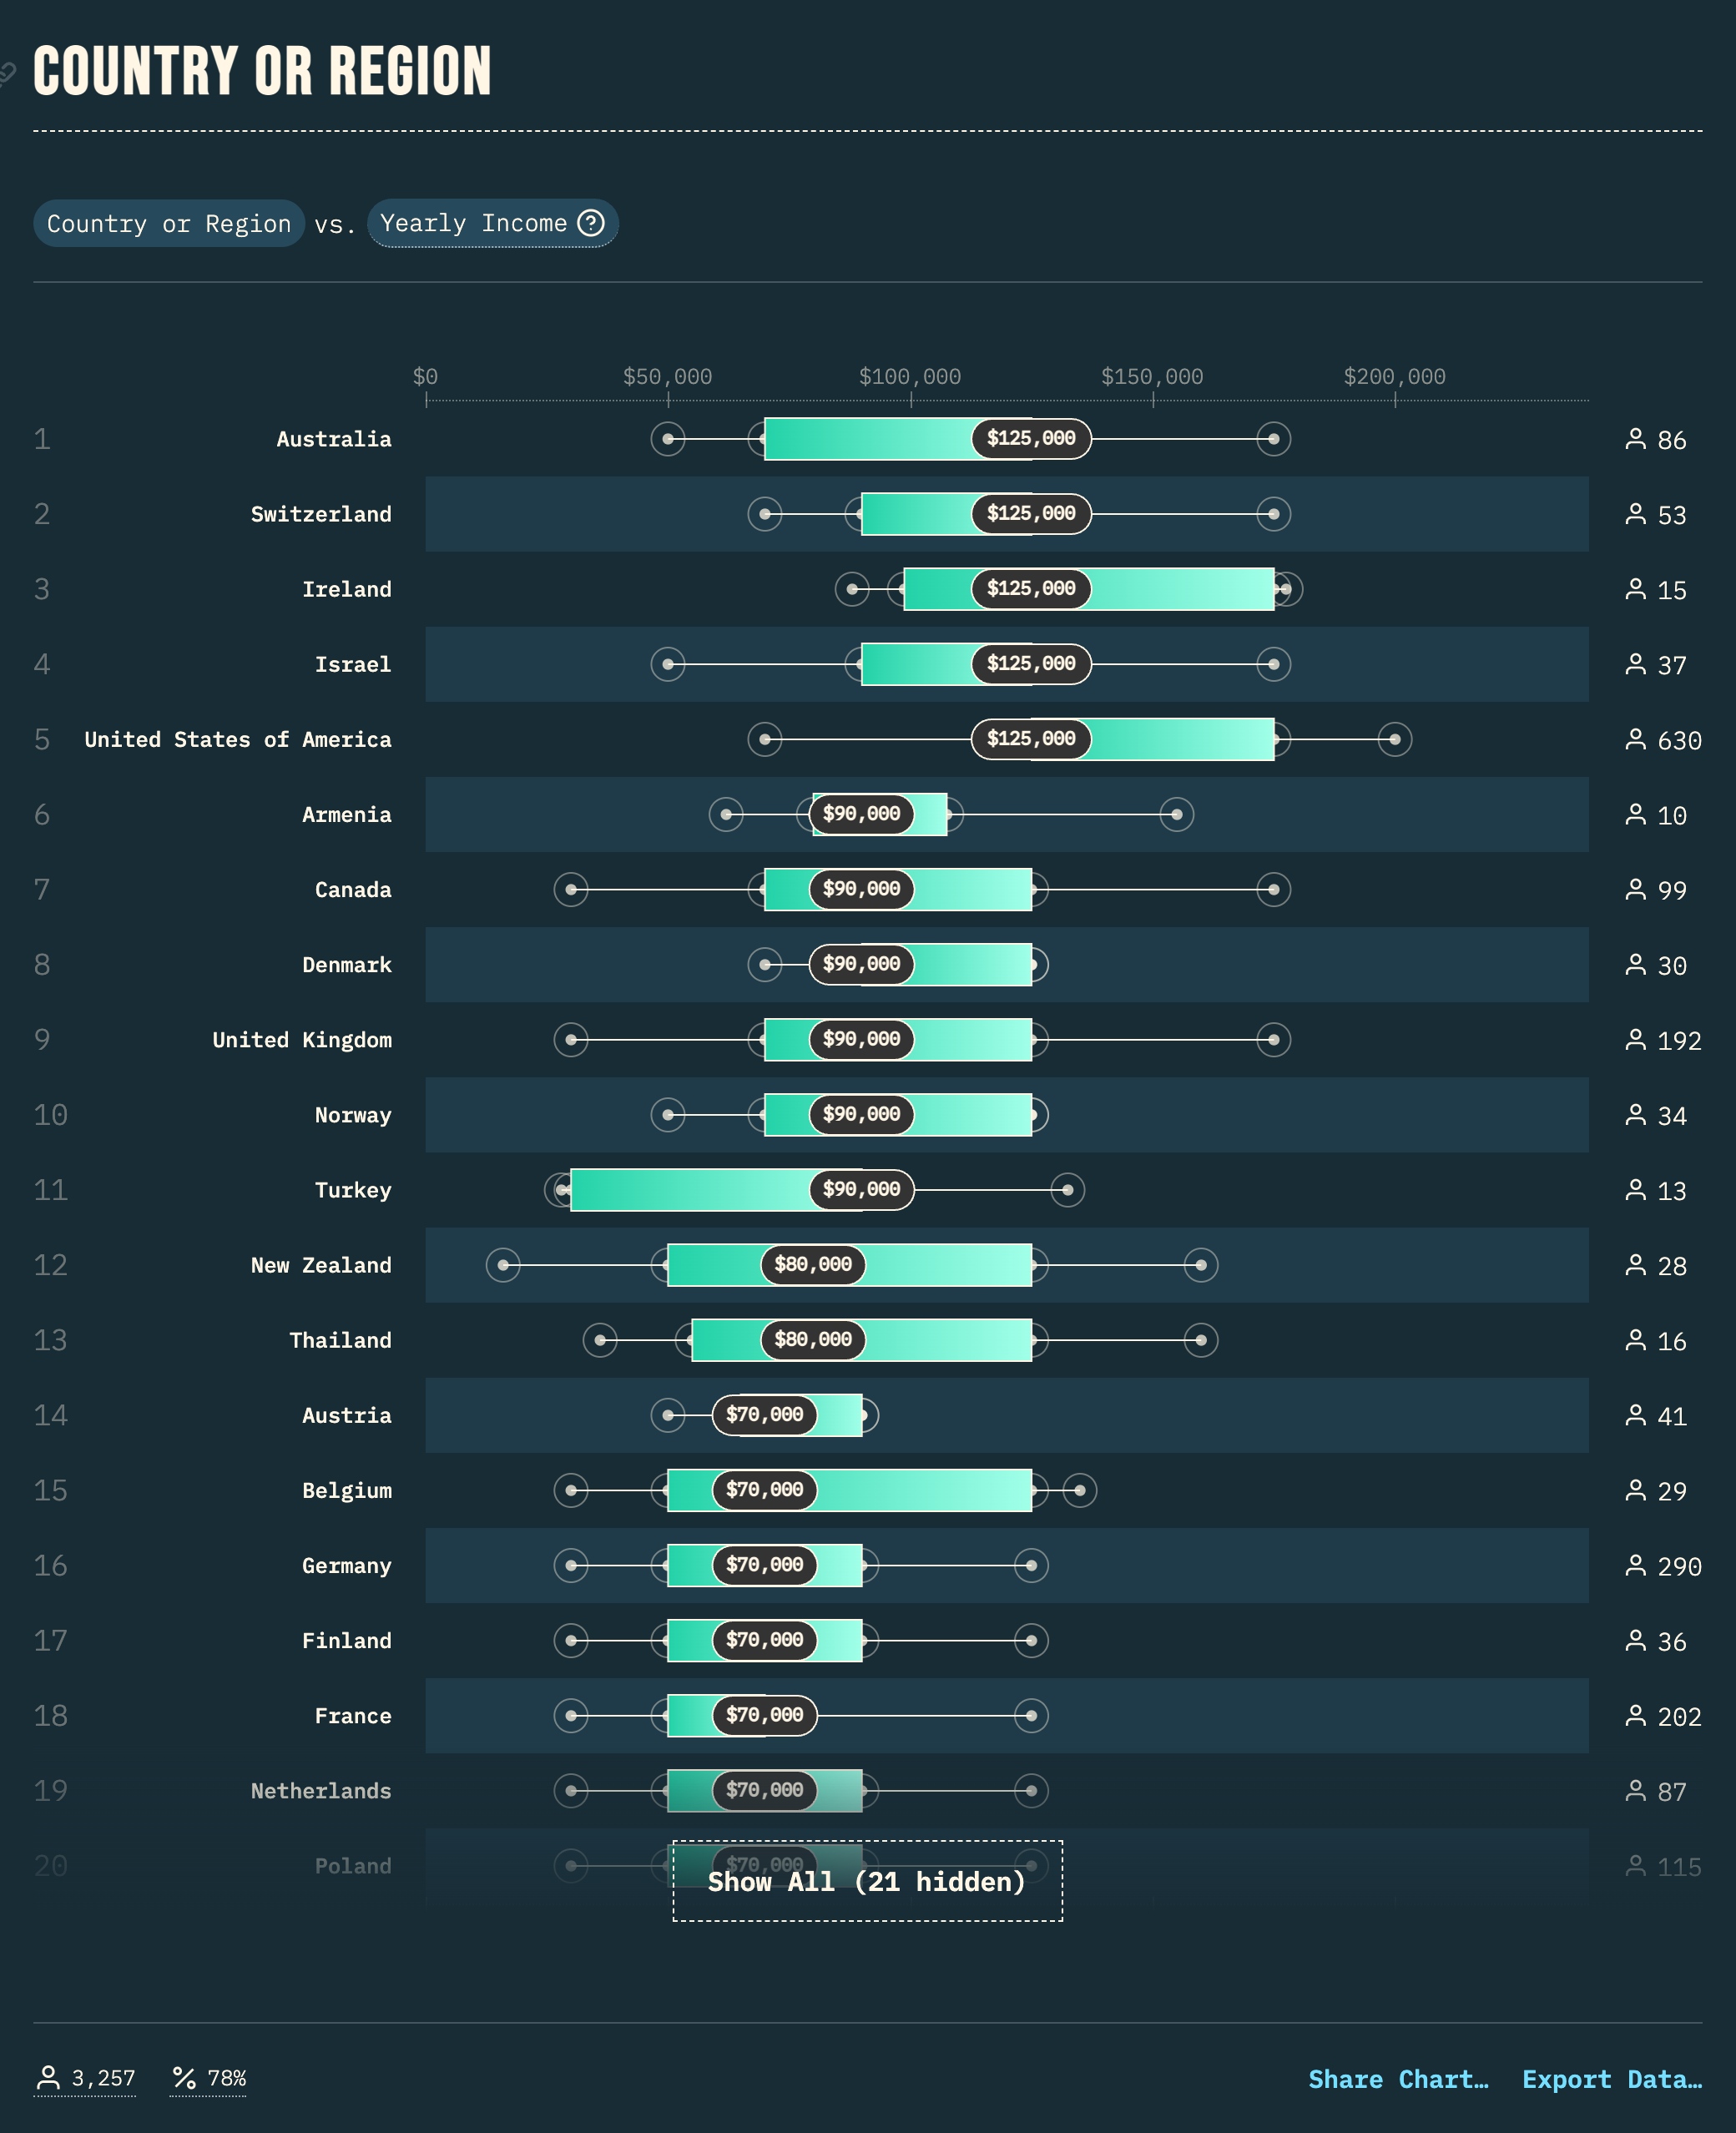 COUNTRY OR REGION
Country or Region vs. Yearly Income ?
$0 $50,000 $100,000 $150,000 $200,000
1 Australia $125,000 86
2 Switzerland $125,000 53
3 Ireland $125,000 15
4 Israel $125,000 37
5 United States of America $125,000 630
6 Armenia $90,000 10
7 Canada $90,000 99
8 Denmark $90,000 30
9 United Kingdom $90,000 192
10 Norway $90,000 34
11 Turkey $90,000 13
12 New Zealand $80,000 28
13 Thailand $80,000 16
14 Austria $70,000 41
15 Belgium $70,000 29
16 Germany $70,000 290
17 Finland $70,000 36
18 France $70,000 202
19 Netherlands $70,000 87
20 Poland $70,000 115
Show All (21 hidden)
3,257 % 78% Share Chart… Export Data…